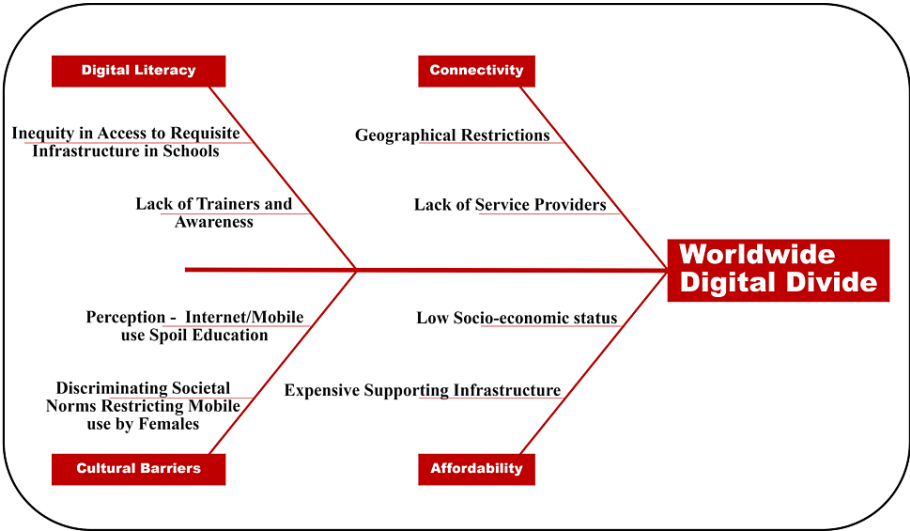 Digital Literacy
Connectivity
Inequity in Access to Requisite
Infrastructure in Schools
Geographical Restrictions
Lack of Trainers and
Awareness
Lack of Service Providers
Worldwide
Digital Divide
Perception - Internet/Mobile
use Spoil Education
Low Socio-economic status
Discriminating Societal
Norms Restricting Mobile
use by Females
Expensive Supporting Infrastructure
Cultural Barriers
Affordability